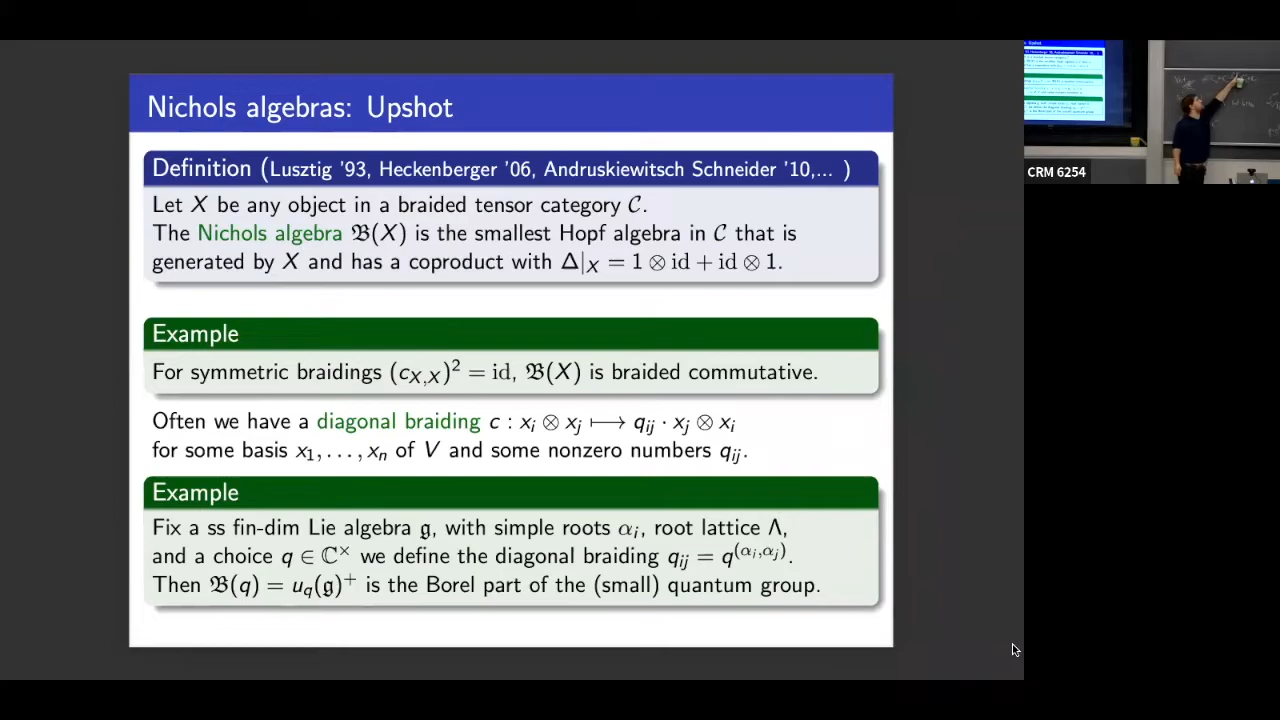 Nichols algebras: Upshot
Definition (Lusztig '93, Heckenberger '06, Andruskiewitsch Schneider '10,... )
Let X be any object in a braided tensor category 𝒞.
The Nichols algebra 𝔅(X) is the smallest Hopf algebra in 𝒞 that is
generated by X and has a coproduct with Δ|_X = 1 ⊗ id + id ⊗ 1.
Example
For symmetric braidings (c_{X,X})² = id, 𝔅(X) is braided commutative.
Often we have a diagonal braiding c : x_i ⊗ x_j ⟼ q_{ij} · x_j ⊗ x_i
for some basis x_1, . . . , x_n of V and some nonzero numbers q_{ij}.
Example
Fix a ss fin-dim Lie algebra 𝔤, with simple roots α_i, root lattice Λ,
and a choice q ∈ ℂ^× we define the diagonal braiding q_{ij} = q^{(α_i,α_j)}.
Then 𝔅(q) = u_q(𝔤)^+ is the Borel part of the (small) quantum group.
CRM 6254